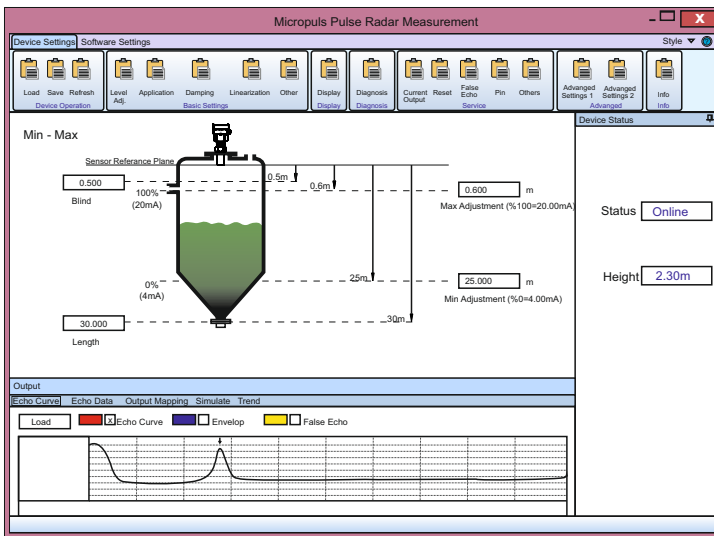 Micropuls Pulse Radar Measurement
X
Device Settings Software Settings Style
Load Save Refresh
Device Operation
Level Adj. Application Damping Linearization Other
Basic Settings
Display
Display
Diagnosis
Diagnosis
Current Output Reset False Echo Pin Others
Service
Advanced Settings 1 Advanced Settings 2
Advanced
Info
Info
Device Status
Min - Max
Sensor Referance Plane
0.500
Blind
100%
(20mA)
0.5m
0.6m
0.600 m
Max Adjustment (%100=20.00mA)
0%
(4mA)
25m
25.000 m
Min Adjustment (%0=4.00mA)
30.000
Length
30m
Status Online
Height 2.30m
Output
Echo Curve Echo Data Output Mapping Simulate Trend
Load X Echo Curve Envelop False Echo